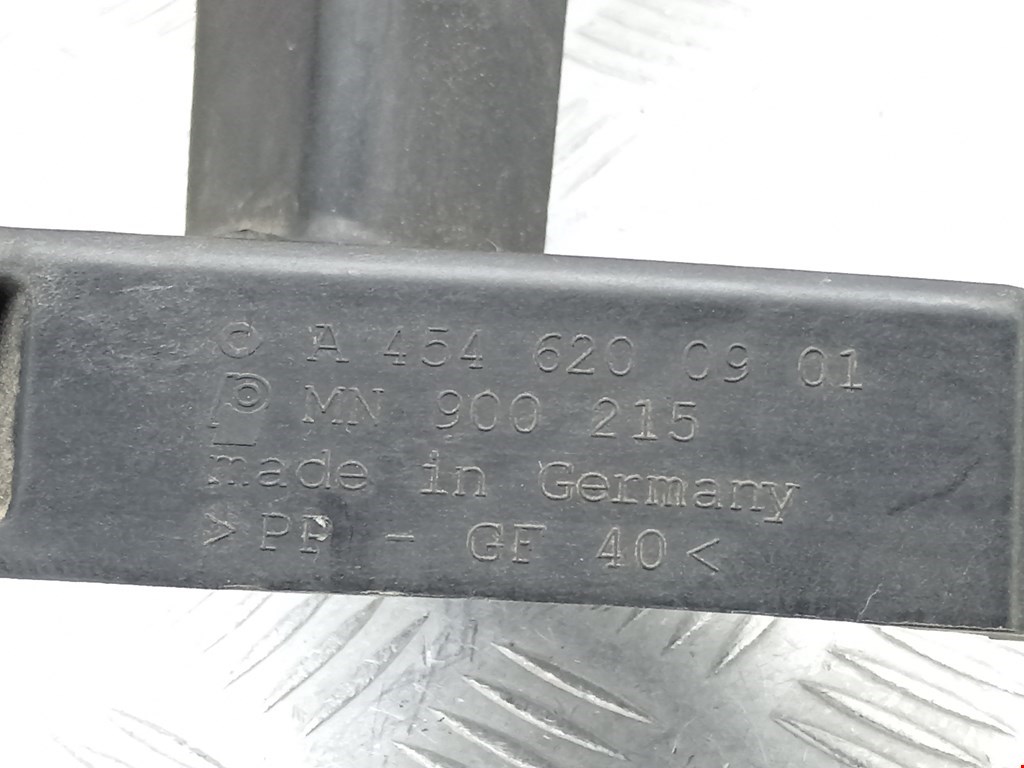 © A 454 620 09 01
MN 900 215
made in Germany
>PP - GF 40<